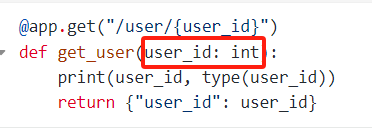 @app.get("/user/{user_id}")
def get_user(user_id: int):
    print(user_id, type(user_id))
    return {"user_id": user_id}